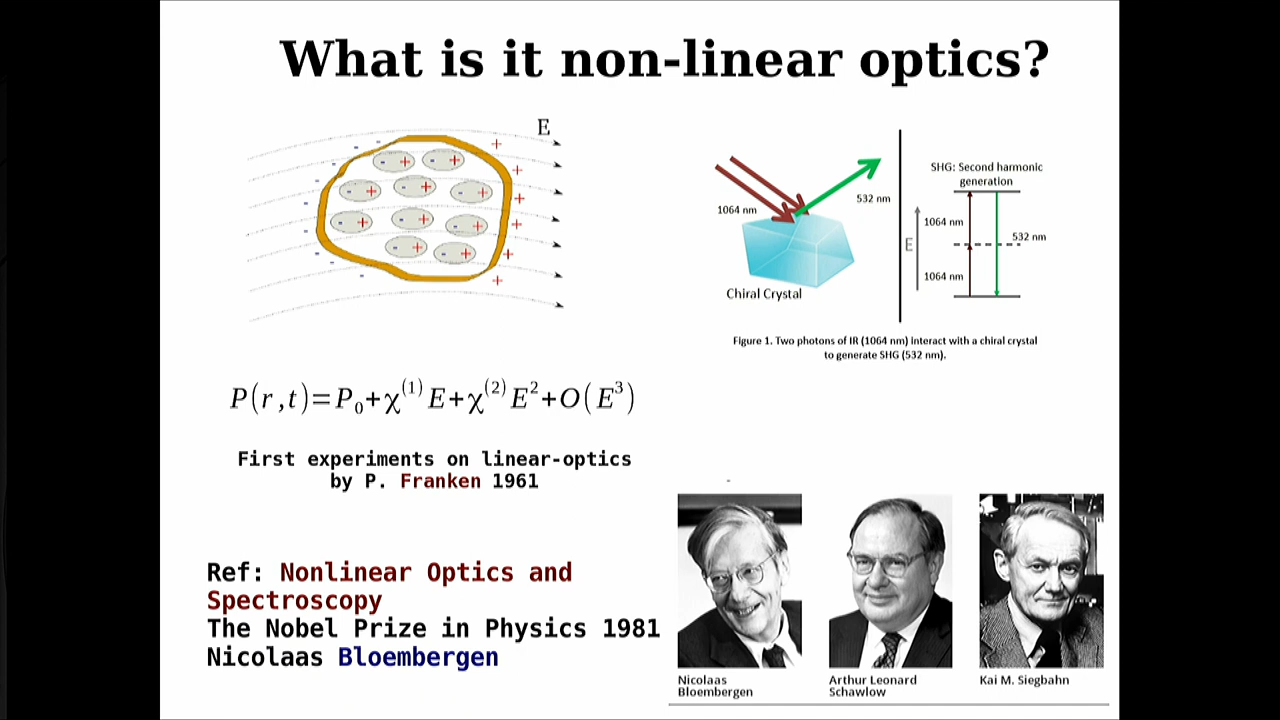 What is it non-linear optics?
E
1064 nm
532 nm
Chiral Crystal
SHG: Second harmonic
generation
1064 nm
532 nm
E
1064 nm
Figure 1. Two photons of IR (1064 nm) interact with a chiral crystal
to generate SHG (532 nm).
P(r,t)=P₀+χ⁽¹⁾E+χ⁽²⁾E²+O(E³)
First experiments on linear-optics
by P. Franken 1961
Ref: Nonlinear Optics and
Spectroscopy
The Nobel Prize in Physics 1981
Nicolaas Bloembergen
Nicolaas
Bloembergen
Arthur Leonard
Schawlow
Kai M. Siegbahn